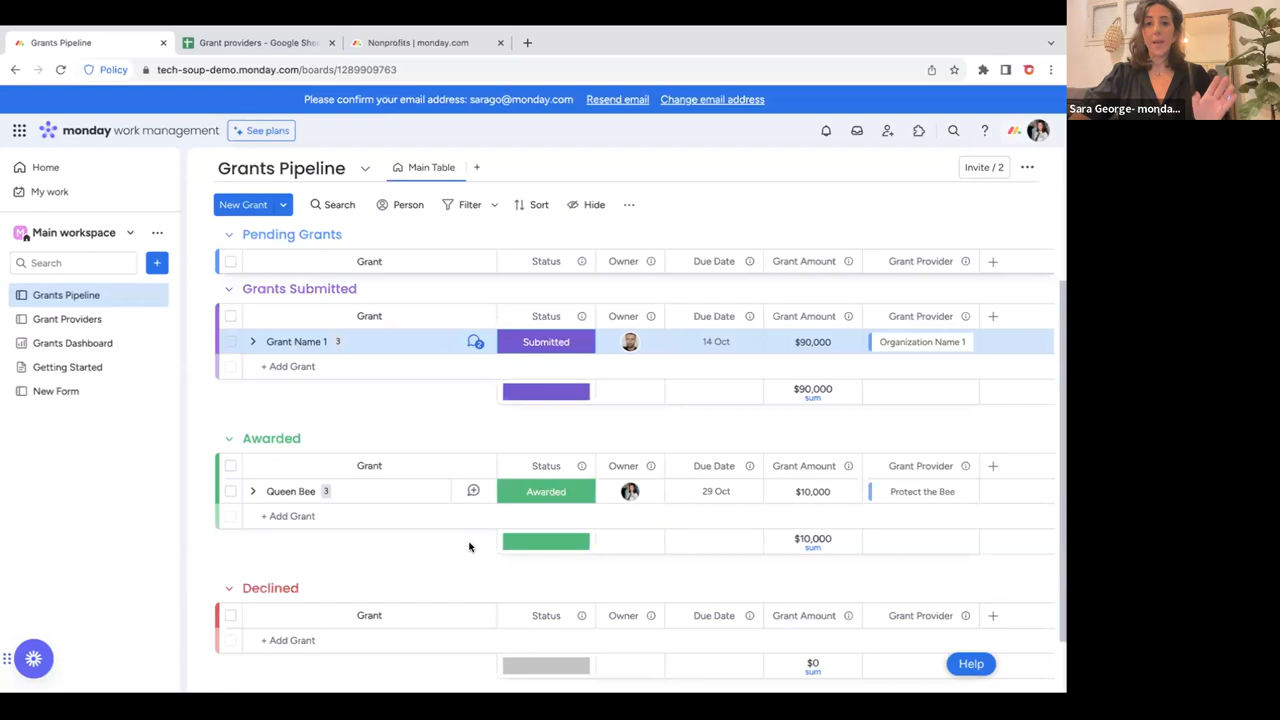 Grants Pipeline
Grant providers - Google She
Nonprofits | monday.com
Policy
tech-soup-demo.monday.com/boards/1289909763
Sara George- monda...
Please confirm your email address: sarago@monday.com Resend email Change email address
monday work management
See plans
Home
My work
Main workspace
Search
Grants Pipeline
Grant Providers
Grants Dashboard
Getting Started
New Form
Grants Pipeline
Main Table
Invite / 2
New Grant
Search
Person
Filter
Sort
Hide
Pending Grants
Grant Status Owner Due Date Grant Amount Grant Provider
Grants Submitted
Grant Status Owner Due Date Grant Amount Grant Provider
Grant Name 1 3 2 Submitted 14 Oct $90,000 Organization Name 1
+ Add Grant
$90,000
sum
Awarded
Grant Status Owner Due Date Grant Amount Grant Provider
Queen Bee 3 Awarded 29 Oct $10,000 Protect the Bee
+ Add Grant
$10,000
sum
Declined
Grant Status Owner Due Date Grant Amount Grant Provider
+ Add Grant
$0
sum
Help